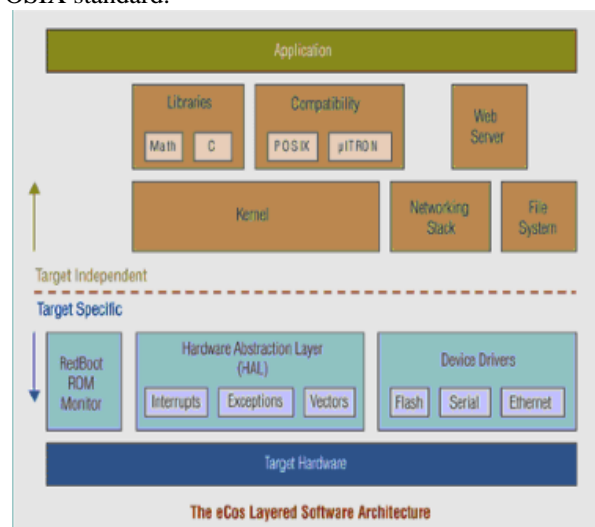 OSIX standard.
Application
Libraries
Math
C
Compatibility
POSIX
µITRON
Web
Server
Kernel
Networking
Stack
File
System
Target Independent
Target Specific
RedBoot
ROM
Monitor
Hardware Abstraction Layer
(HAL)
Interrupts
Exceptions
Vectors
Device Drivers
Flash
Serial
Ethernet
Target Hardware
The eCos Layered Software Architecture